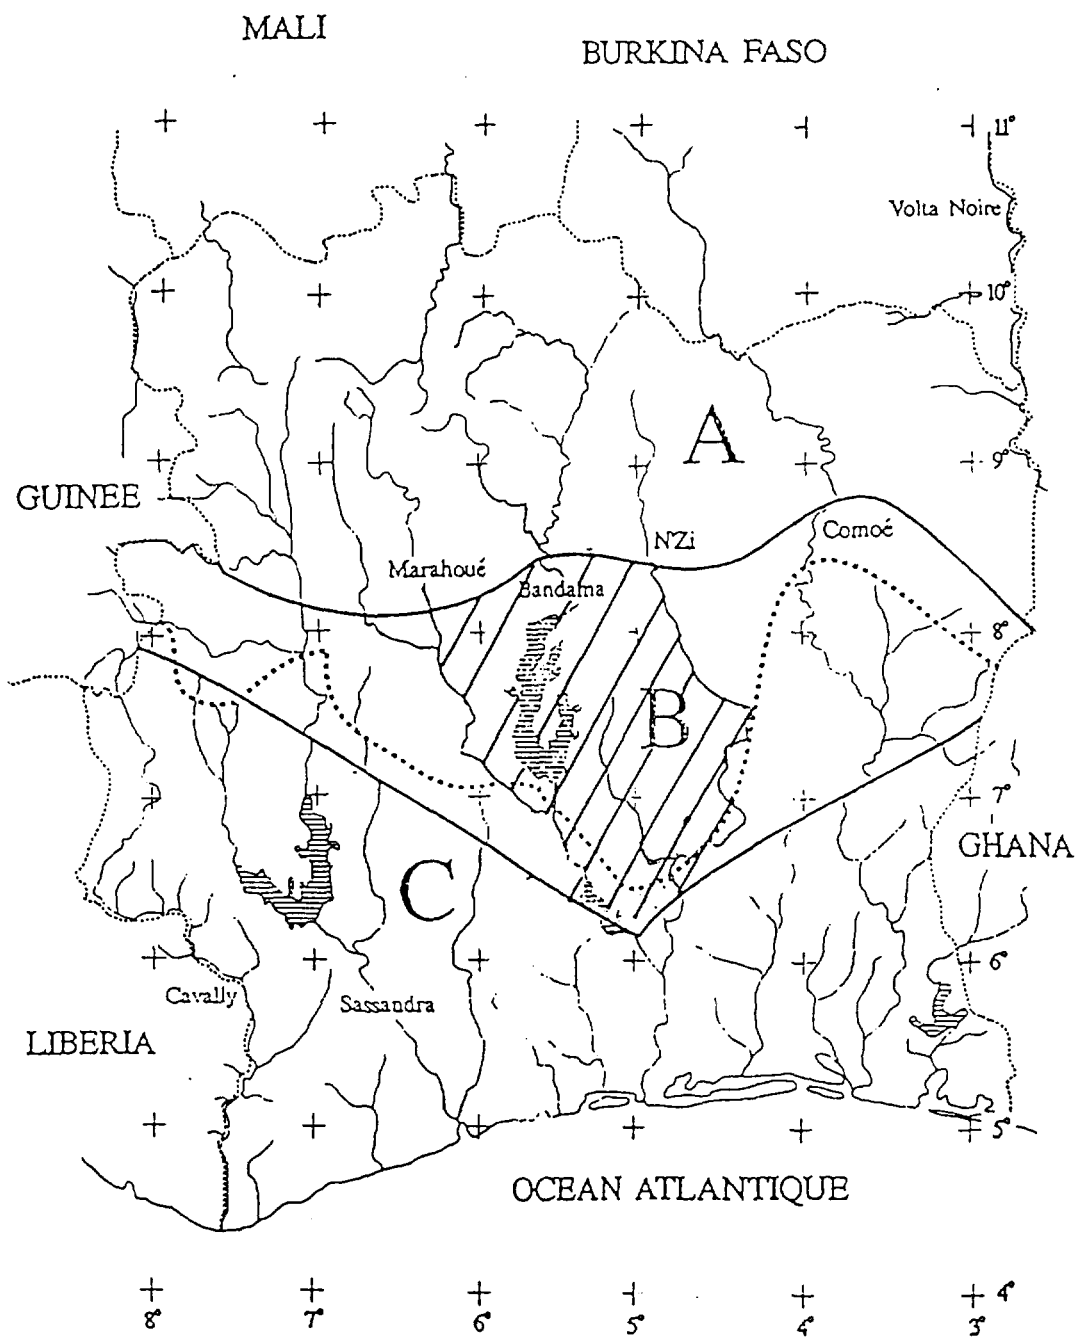 MALI
BURKINA FASO
11°
Volta Noire
10°
A
9°
GUINEE
Comoé
N'Zi
Marahoué
Bandama
8°
B
7°
GHANA
C
6°
Cavally
Sassandra
LIBERIA
5°
OCEAN ATLANTIQUE
4°
8° 7° 6° 5° 4° 3°